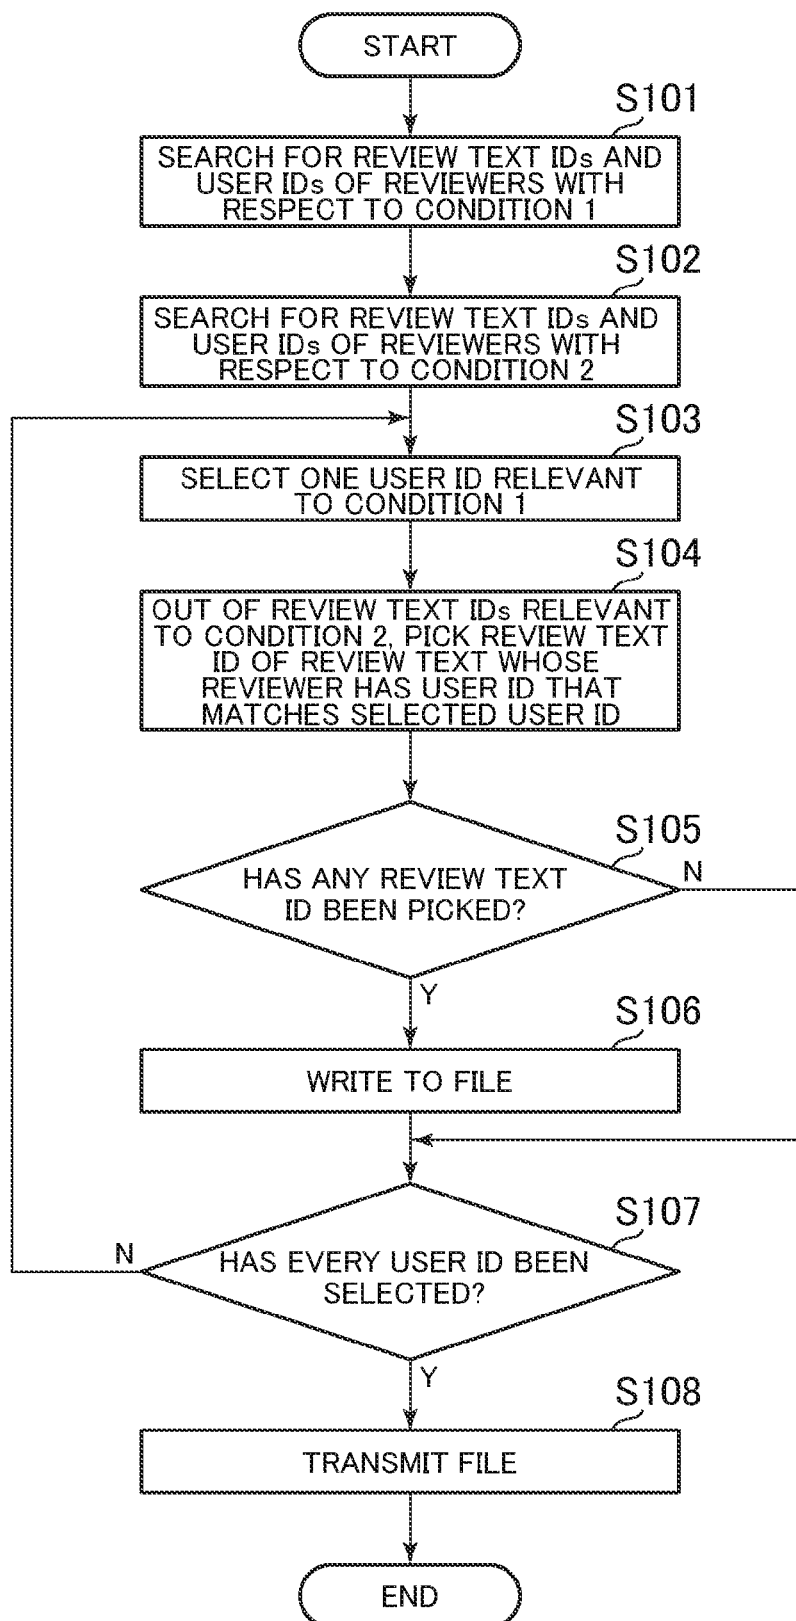 START
S101
SEARCH FOR REVIEW TEXT IDs AND
USER IDs OF REVIEWERS WITH
RESPECT TO CONDITION 1
S102
SEARCH FOR REVIEW TEXT IDs AND
USER IDs OF REVIEWERS WITH
RESPECT TO CONDITION 2
S103
SELECT ONE USER ID RELEVANT
TO CONDITION 1
S104
OUT OF REVIEW TEXT IDs RELEVANT
TO CONDITION 2, PICK REVIEW TEXT
ID OF REVIEW TEXT WHOSE
REVIEWER HAS USER ID THAT
MATCHES SELECTED USER ID
S105
HAS ANY REVIEW TEXT
ID BEEN PICKED?
N
Y
S106
WRITE TO FILE
S107
HAS EVERY USER ID BEEN
SELECTED?
N
Y
S108
TRANSMIT FILE
END